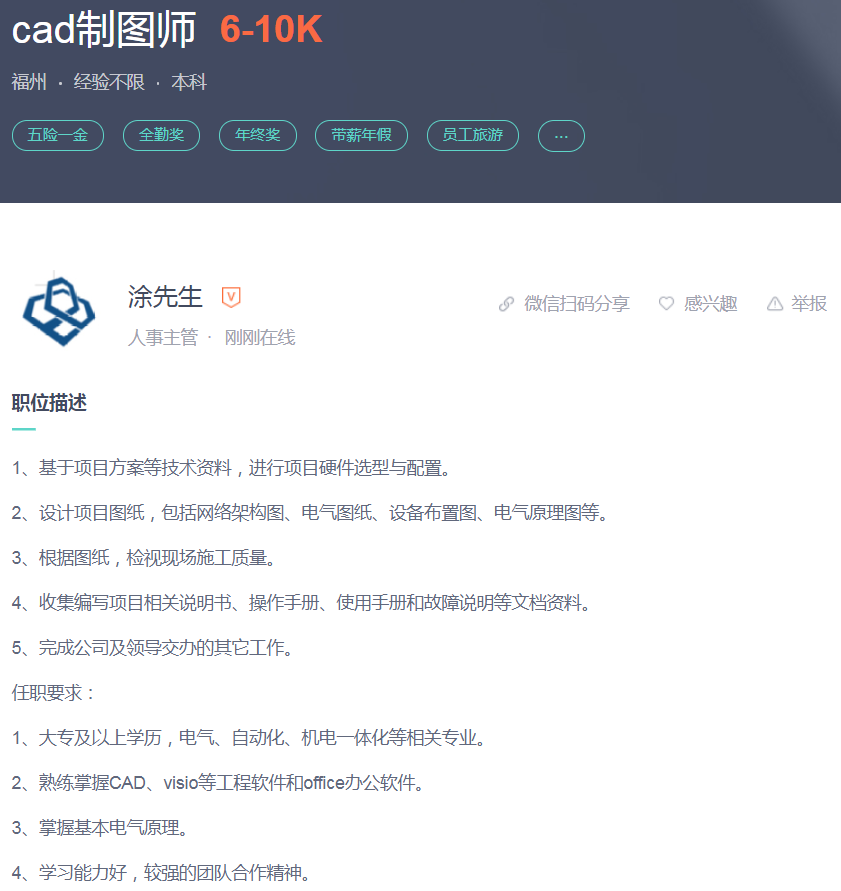 cad制图师 6-10K
福州 · 经验不限 · 本科
五险一金 全勤奖 年终奖 带薪年假 员工旅游 ...
涂先生 V
微信扫码分享 感兴趣 举报
人事主管 · 刚刚在线
职位描述
1、基于项目方案等技术资料，进行项目硬件选型与配置。
2、设计项目图纸，包括网络架构图、电气图纸、设备布置图、电气原理图等。
3、根据图纸，检视现场施工质量。
4、收集编写项目相关说明书、操作手册、使用手册和故障说明等文档资料。
5、完成公司及领导交办的其它工作。
任职要求：
1、大专及以上学历，电气、自动化、机电一体化等相关专业。
2、熟练掌握CAD、visio等工程软件和office办公软件。
3、掌握基本电气原理。
4、学习能力好，较强的团队合作精神。